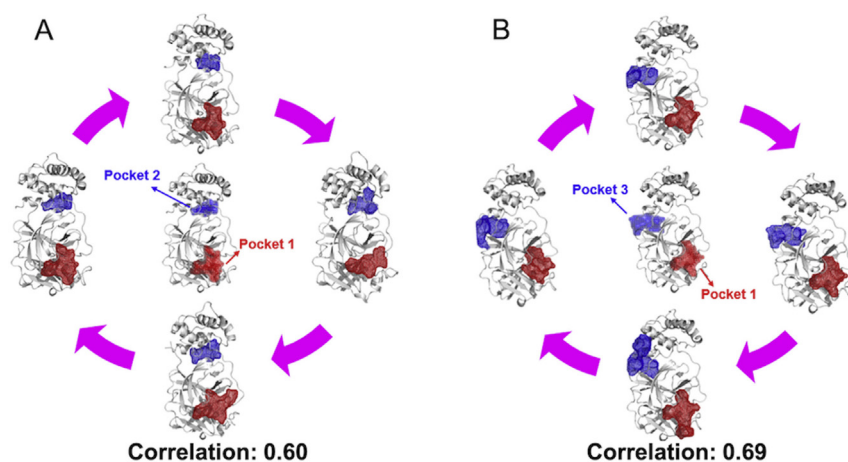 A
B
Pocket 2
Pocket 1
Pocket 3
Pocket 1
Correlation: 0.60
Correlation: 0.69